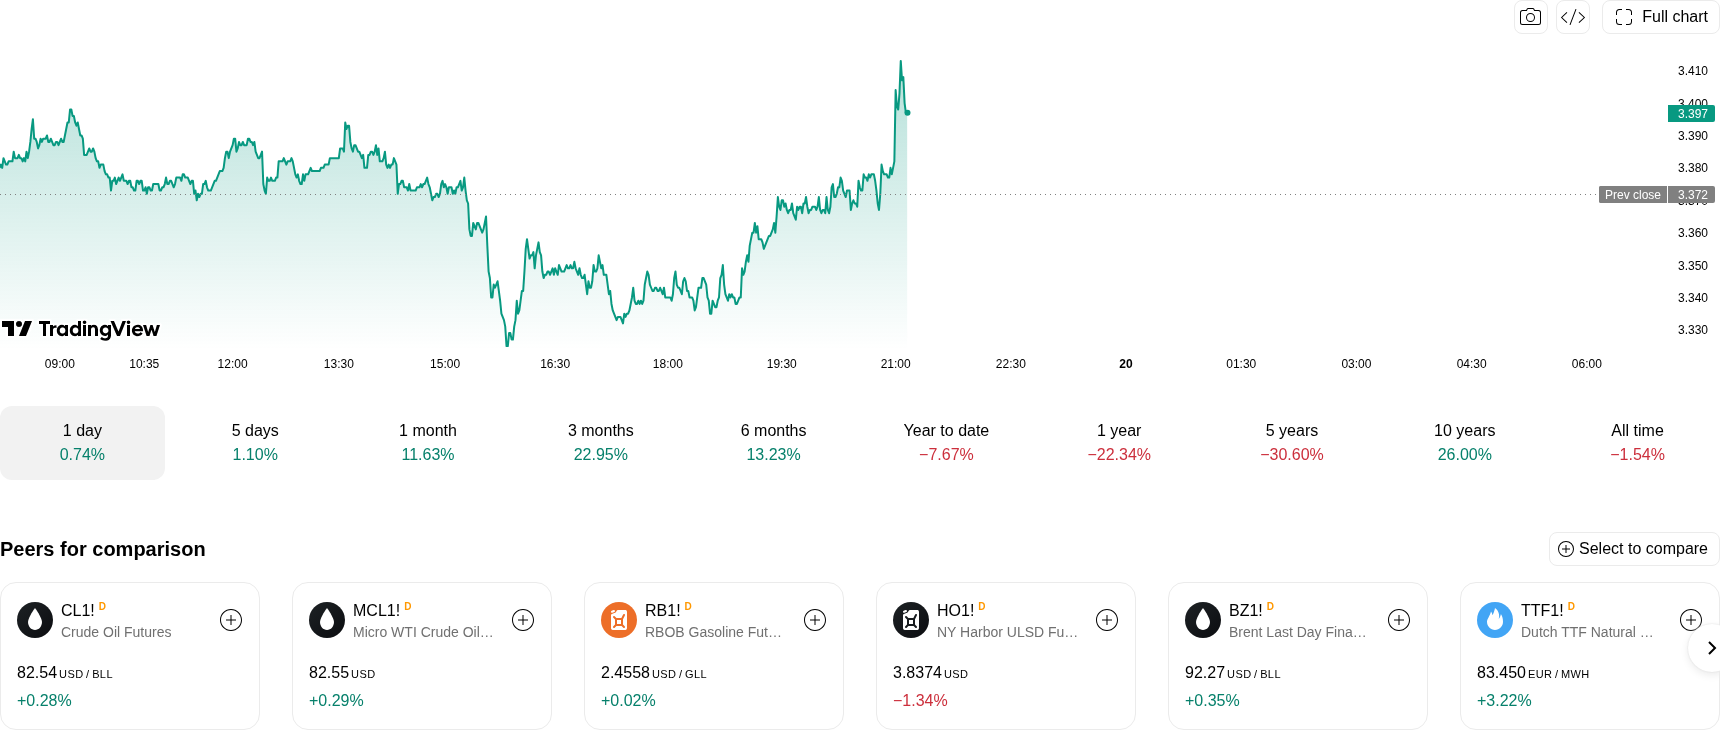 Full chart
3.410
3.400
3.397
3.390
3.380
Prev close 3.372
3.360
3.350
3.340
3.330
TradingView
09:00 10:35 12:00 13:30 15:00 16:30 18:00 19:30 21:00 22:30 20 01:30 03:00 04:30 06:00
1 day 5 days 1 month 3 months 6 months Year to date 1 year 5 years 10 years All time
0.74% 1.10% 11.63% 22.95% 13.23% −7.67% −22.34% −30.60% 26.00% −1.54%
Peers for comparison
Select to compare
CL1! D
Crude Oil Futures
82.54 USD / BLL
+0.28%
MCL1! D
Micro WTI Crude Oil…
82.55 USD
+0.29%
RB1! D
RBOB Gasoline Fut…
2.4558 USD / GLL
+0.02%
HO1! D
NY Harbor ULSD Fu…
3.8374 USD
−1.34%
BZ1! D
Brent Last Day Fina…
92.27 USD / BLL
+0.35%
TTF1! D
Dutch TTF Natural …
83.450 EUR / MWH
+3.22%